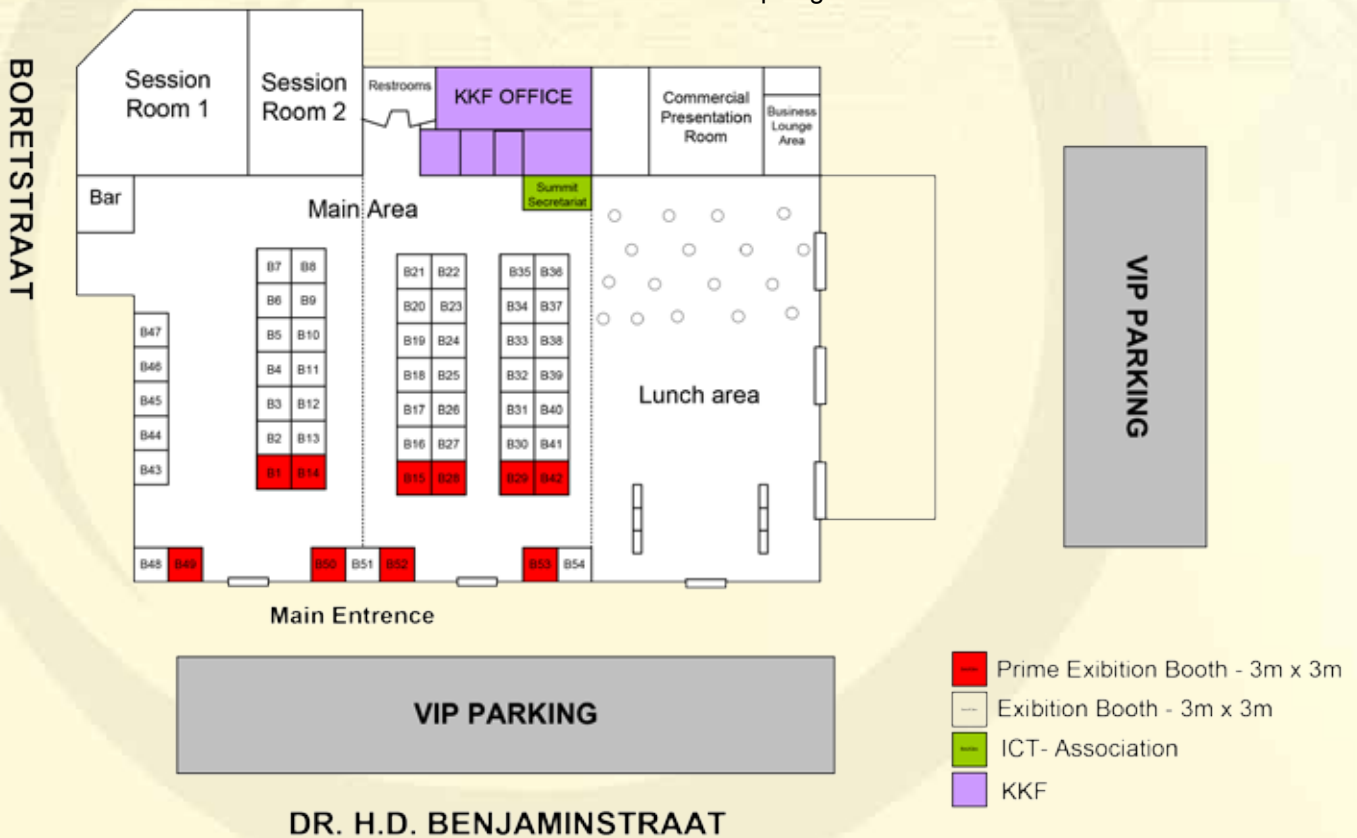 BORETSTRAAT
Session
Room 1
Session
Room 2
Restrooms
KKF OFFICE
Commercial
Presentation
Room
Business
Lounge
Area
Bar
Main Area
Summit
Secretariat
B7 B8
B6 B9
B5 B10
B4 B11
B3 B12
B2 B13
B1 B14
B21 B22
B20 B23
B19 B24
B18 B25
B17 B26
B16 B27
B15 B28
B35 B36
B34 B37
B33 B38
B32 B39
B31 B40
B30 B41
B29 B42
B47
B46
B45
B44
B43
Lunch area
VIP PARKING
B48 B49
B50 B51 B52
B53 B54
Main Entrence
VIP PARKING
Prime Exibition Booth - 3m x 3m
Exibition Booth - 3m x 3m
ICT- Association
KKF
DR. H.D. BENJAMINSTRAAT